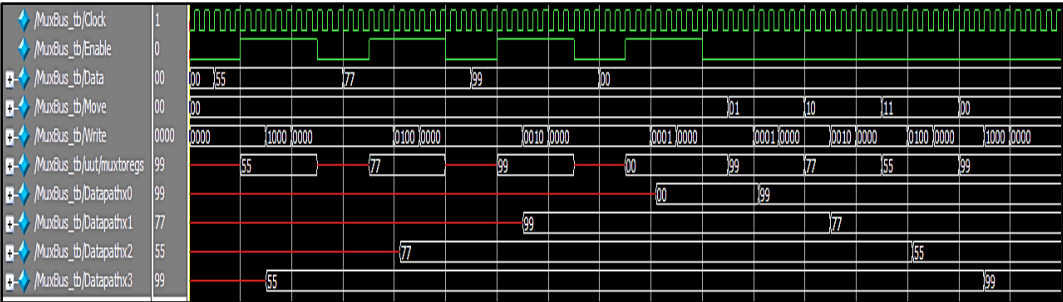 /MuxBus_tb/Clock 1
/MuxBus_tb/Enable 0
/MuxBus_tb/Data 00 00 55 77 99 00
/MuxBus_tb/Move 00 00 01 10 11 00
/MuxBus_tb/Write 0000 0000 1000 0000 0100 0000 0010 0000 0001 0000 0001 0000 0010 0000 0100 0000 1000 0000
/MuxBus_tb/uut/muxtoregs 99 55 77 99 00 99 77 55 99
/MuxBus_tb/Datapathx0 99 00 99
/MuxBus_tb/Datapathx1 77 99 77
/MuxBus_tb/Datapathx2 55 77 55
/MuxBus_tb/Datapathx3 99 55 99